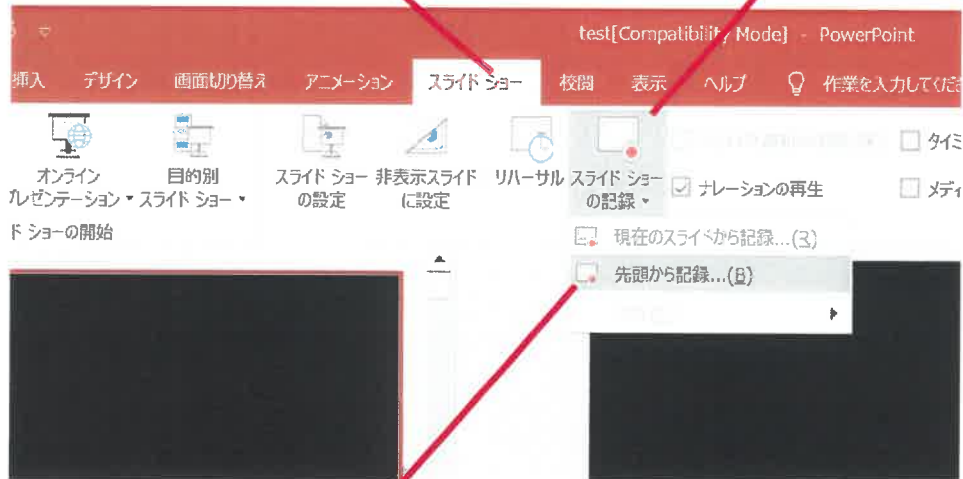 test[Compatibility Mode] - PowerPoint
挿入 デザイン 画面切り替え アニメーション スライド ショー 校閲 表示 ヘルプ 作業を入力してくださ
オンライン 目的別 スライド ショー 非表示スライド リハーサル スライド ショー タイミ
プレゼンテーション スライド ショー の設定 に設定 の記録 ナレーションの再生 メディ
ド ショーの開始
現在のスライドから記録...(R)
先頭から記録...(B)